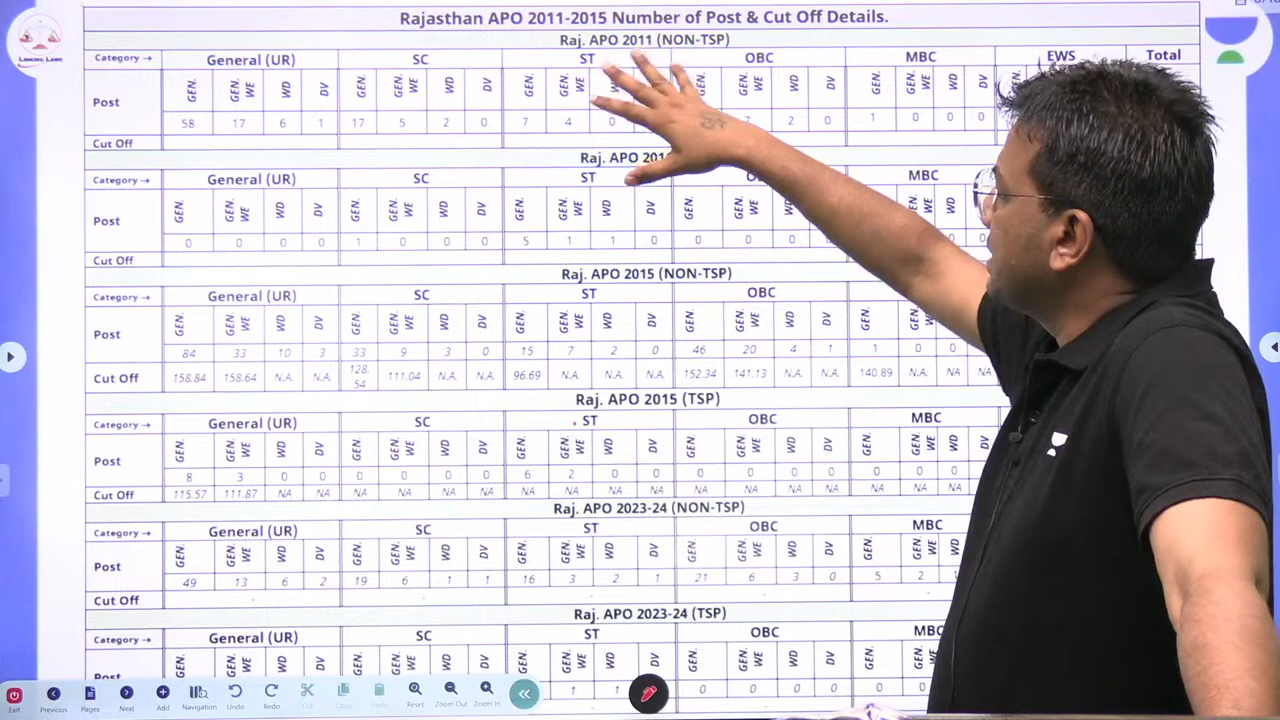 Rajasthan APO 2011-2015 Number of Post & Cut Off Details.
LINKING LAWS
Raj. APO 2011 (NON-TSP)
Category → General (UR) SC ST OBC MBC EWS Total
Post GEN. GEN. WE WD DV GEN. GEN. WE WD DV GEN. GEN. WE GEN. WE WD DV GEN. GEN. WE WD DV
58 17 6 1 17 5 2 0 7 4 0 2 0 1 0 0 0
Cut Off
Raj. APO
Category → General (UR) SC ST MBC
Post GEN. GEN. WE WD DV GEN. GEN. WE WD DV GEN. GEN. WE WD DV GEN. GEN. WE WD WE WD
0 0 0 0 1 0 0 0 5 1 1 0 0 0 0 0 0
Cut Off
Raj. APO 2015 (NON-TSP)
Category → General (UR) SC ST OBC
Post GEN. GEN. WE WD DV GEN. GEN. WE WD DV GEN. GEN. WE WD DV GEN. GEN. WE WD DV GEN.
84 33 10 3 33 9 3 0 15 7 2 0 46 20 4 1 1 0 0
Cut Off 158.84 158.64 N.A. N.A. 128.54 111.04 N.A. N.A. 96.69 N.A. N.A. N.A. 152.34 141.13 N.A. N.A. 140.89 N.A. NA NA
Raj. APO 2015 (TSP)
Category → General (UR) SC ST OBC MBC
Post GEN. GEN. WE WD DV GEN. GEN. WE WD DV GEN. GEN. WE WD DV GEN. GEN. WE WD DV GEN. GEN. WE WD DV
8 3 0 0 0 0 0 0 6 2 0 0 0 0 0 0 0 0 0 0
Cut Off 115.57 111.87 NA NA NA NA NA NA NA NA NA NA NA NA NA NA NA NA NA NA
Raj. APO 2023-24 (NON-TSP)
Category → General (UR) SC ST OBC MBC
Post GEN. GEN. WE WD DV GEN. GEN. WE WD DV GEN. GEN. WE WD DV GEN. GEN. WE WD DV GEN. GEN. WE WD
49 13 6 2 19 6 1 1 16 3 2 1 21 6 3 0 5 2 1
Cut Off - - - - -
Raj. APO 2023-24 (TSP)
Category → General (UR) SC ST OBC
Post GEN. GEN. WE WD DV GEN. GEN. WE WD DV GEN. GEN. WE WD DV GEN. GEN. WE WD DV GEN. GEN. WE WD
1 1 0 0 0 0 0 0
Exit Previous Pages Next Add Navigation Undo Redo Cut Copy Paste Reset Zoom Out Zoom In